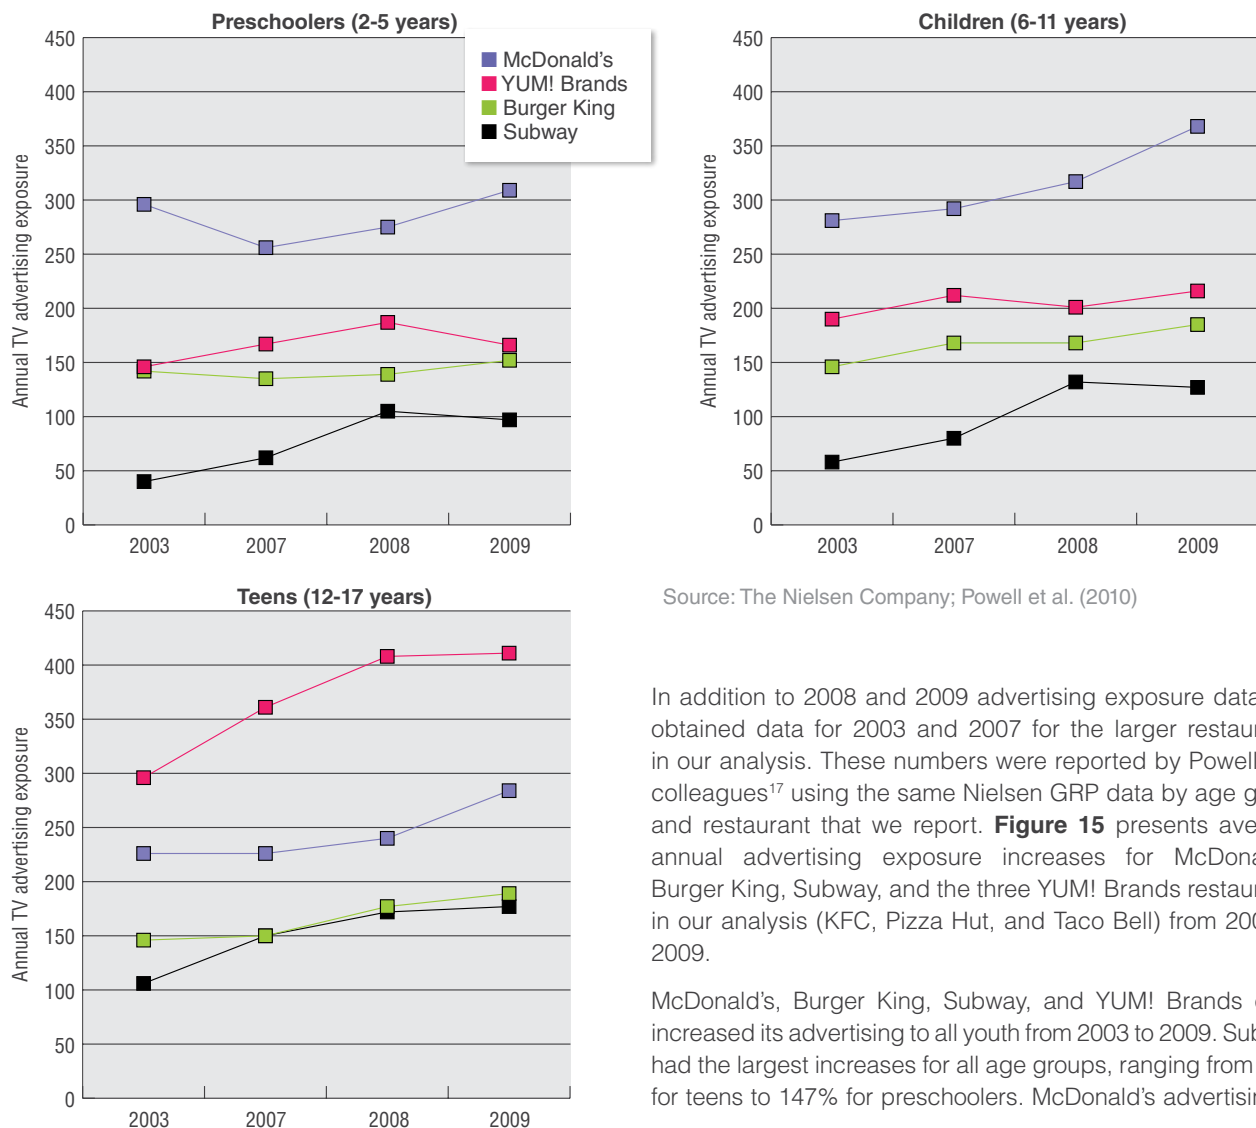 Preschoolers (2-5 years)
450
400
350
300
250
200
150
100
50
0
Annual TV advertising exposure
2003 2007 2008 2009
McDonald's
YUM! Brands
Burger King
Subway
Children (6-11 years)
450
400
350
300
250
200
150
100
50
0
Annual TV advertising exposure
2003 2007 2008 2009
Teens (12-17 years)
450
400
350
300
250
200
150
100
50
0
Annual TV advertising exposure
2003 2007 2008 2009
Source: The Nielsen Company; Powell et al. (2010)
In addition to 2008 and 2009 advertising exposure data
obtained data for 2003 and 2007 for the larger
in our analysis. These numbers were reported by Powell
colleagues17 using the same Nielsen GRP data by age
and restaurant that we report. Figure 15 presents
annual advertising exposure increases for
Burger King, Subway, and the three YUM! Brands
in our analysis (KFC, Pizza Hut, and Taco Bell) from
2009.
McDonald's, Burger King, Subway, and YUM! Brands
increased its advertising to all youth from 2003 to 2009.
had the largest increases for all age groups, ranging from
for teens to 147% for preschoolers. McDonald's